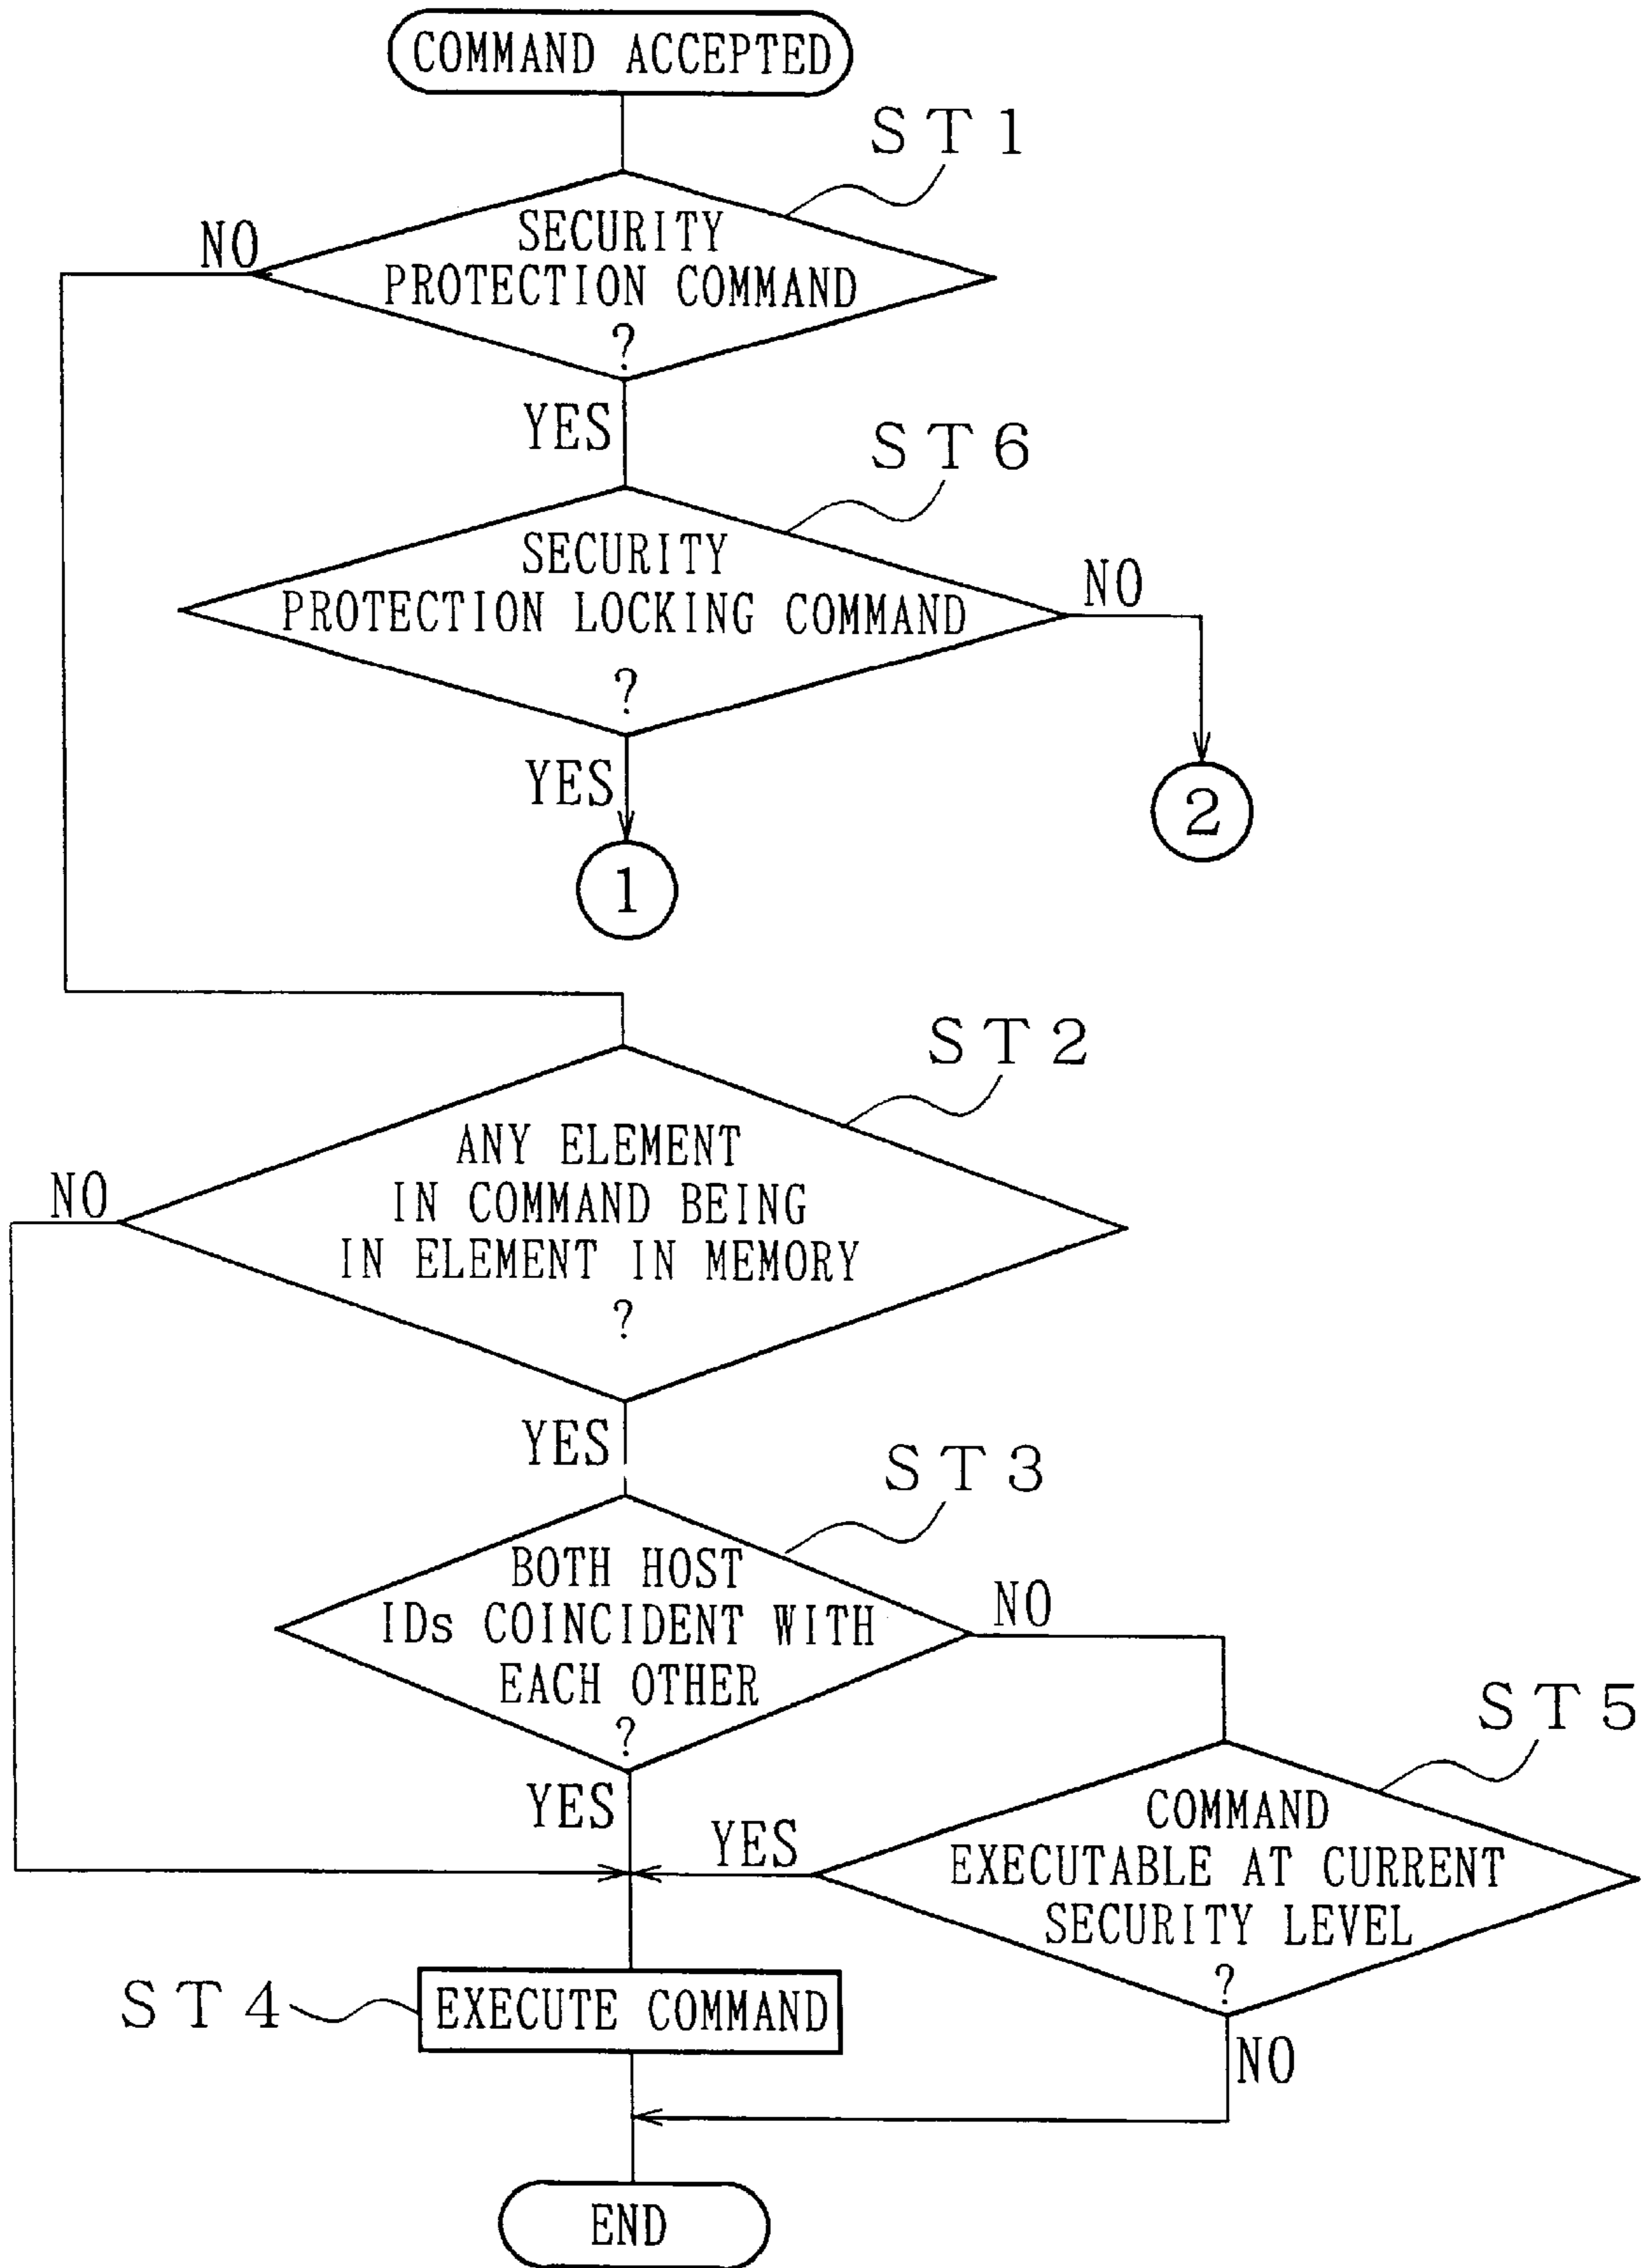 COMMAND ACCEPTED
ST1
NO
SECURITY
PROTECTION COMMAND
?
YES
ST6
SECURITY
PROTECTION LOCKING COMMAND
?
NO
YES
2
1
ST2
ANY ELEMENT
IN COMMAND BEING
IN ELEMENT IN MEMORY
?
NO
YES
ST3
BOTH HOST
IDs COINCIDENT WITH
EACH OTHER
?
NO
ST5
YES
YES
COMMAND
EXECUTABLE AT CURRENT
SECURITY LEVEL
?
ST4
EXECUTE COMMAND
NO
END